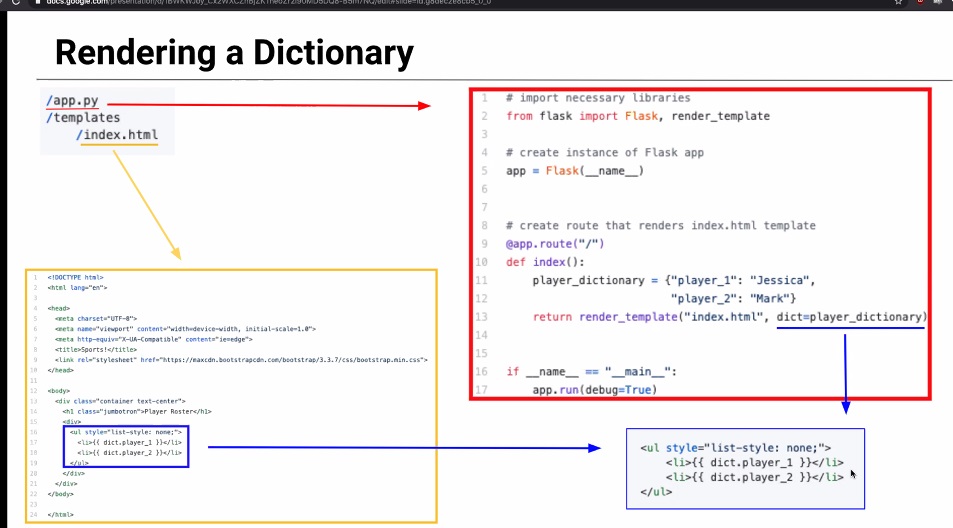 docs.google.com/presentation/d/
Rendering a Dictionary
/app.py
/templates
/index.html
1 # import necessary libraries
2 from flask import Flask, render_template
3
4 # create instance of Flask app
5 app = Flask(__name__)
6
7
8 # create route that renders index.html template
9 @app.route("/")
10 def index():
11 player_dictionary = {"player_1": "Jessica",
12 "player_2": "Mark"}
13 return render_template("index.html", dict=player_dictionary)
14
15
16 if __name__ == "__main__":
17 app.run(debug=True)
1 <!DOCTYPE html>
2 <html lang="en">
3
4 <head>
5 <meta charset="UTF-8">
6 <meta name="viewport" content="width=device-width, initial-scale=1.0">
7 <meta http-equiv="X-UA-Compatible" content="ie=edge">
8 <title>Sports!</title>
9 <link rel="stylesheet" href="https://maxcdn.bootstrapcdn.com/bootstrap/3.3.7/css/bootstrap.min.css">
10 </head>
11
12 <body>
13 <div class="container text-center">
14 <h1 class="jumbotron">Player Roster</h1>
15 <div>
16 <ul style="list-style: none;">
17 <li>{{ dict.player_1 }}</li>
18 <li>{{ dict.player_2 }}</li>
19 </ul>
20 </div>
21 </div>
22 </body>
23
24 </html>
<ul style="list-style: none;">
<li>{{ dict.player_1 }}</li>
<li>{{ dict.player_2 }}</li>
</ul>